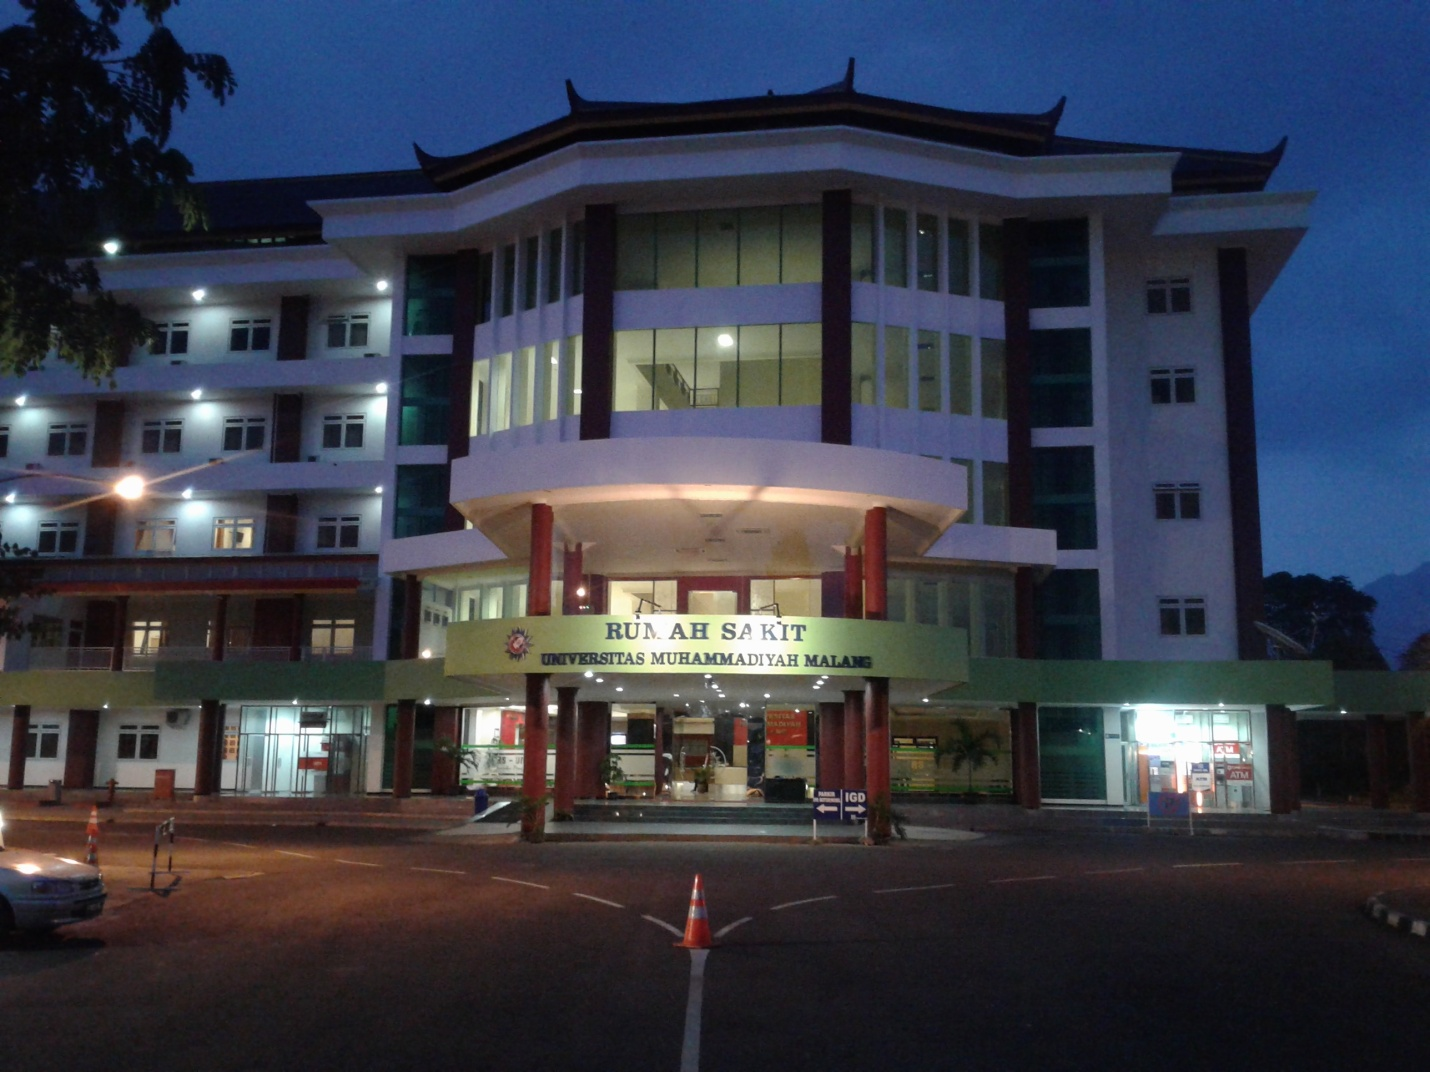 RUMAH SAKIT
UNIVERSITAS MUHAMMADIYAH MALANG
IGD
ATM